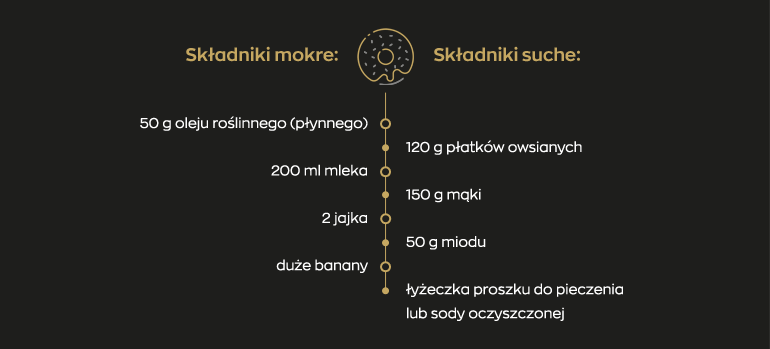 Składniki mokre:
Składniki suche:
50 g oleju roślinnego (płynnego)
120 g płatków owsianych
200 ml mleka
150 g mąki
2 jajka
50 g miodu
duże banany
łyżeczka proszku do pieczenia
lub sody oczyszczonej